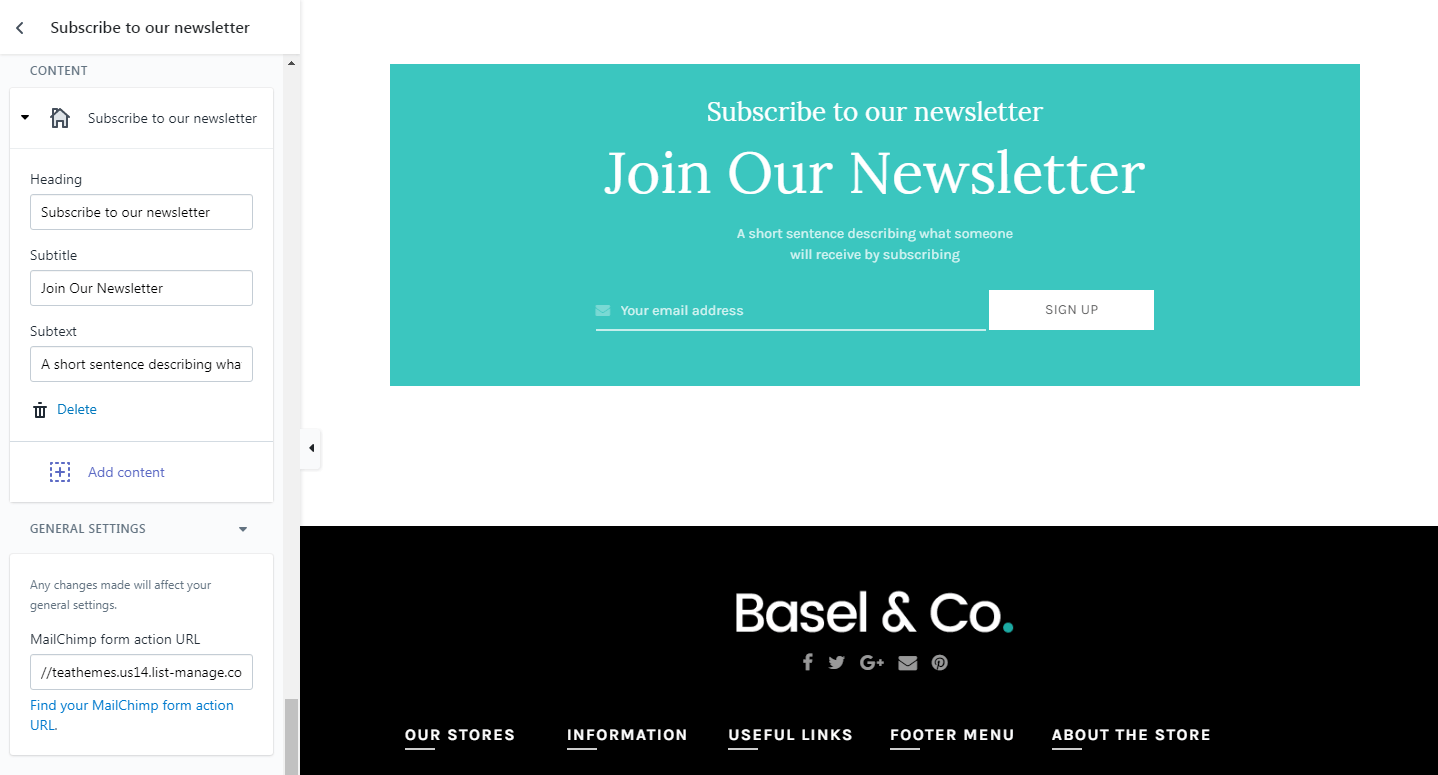 Subscribe to our newsletter
CONTENT
Subscribe to our newsletter
Heading
Subscribe to our newsletter
Subtitle
Join Our Newsletter
Subtext
A short sentence describing wha
Delete
Add content
GENERAL SETTINGS
Any changes made will affect your
general settings.
MailChimp form action URL
//teathemes.us14.list-manage.co
Find your MailChimp form action
URL.
Subscribe to our newsletter
Join Our Newsletter
A short sentence describing what someone
will receive by subscribing
Your email address
SIGN UP
Basel & Co.
OUR STORES
INFORMATION
USEFUL LINKS
FOOTER MENU
ABOUT THE STORE